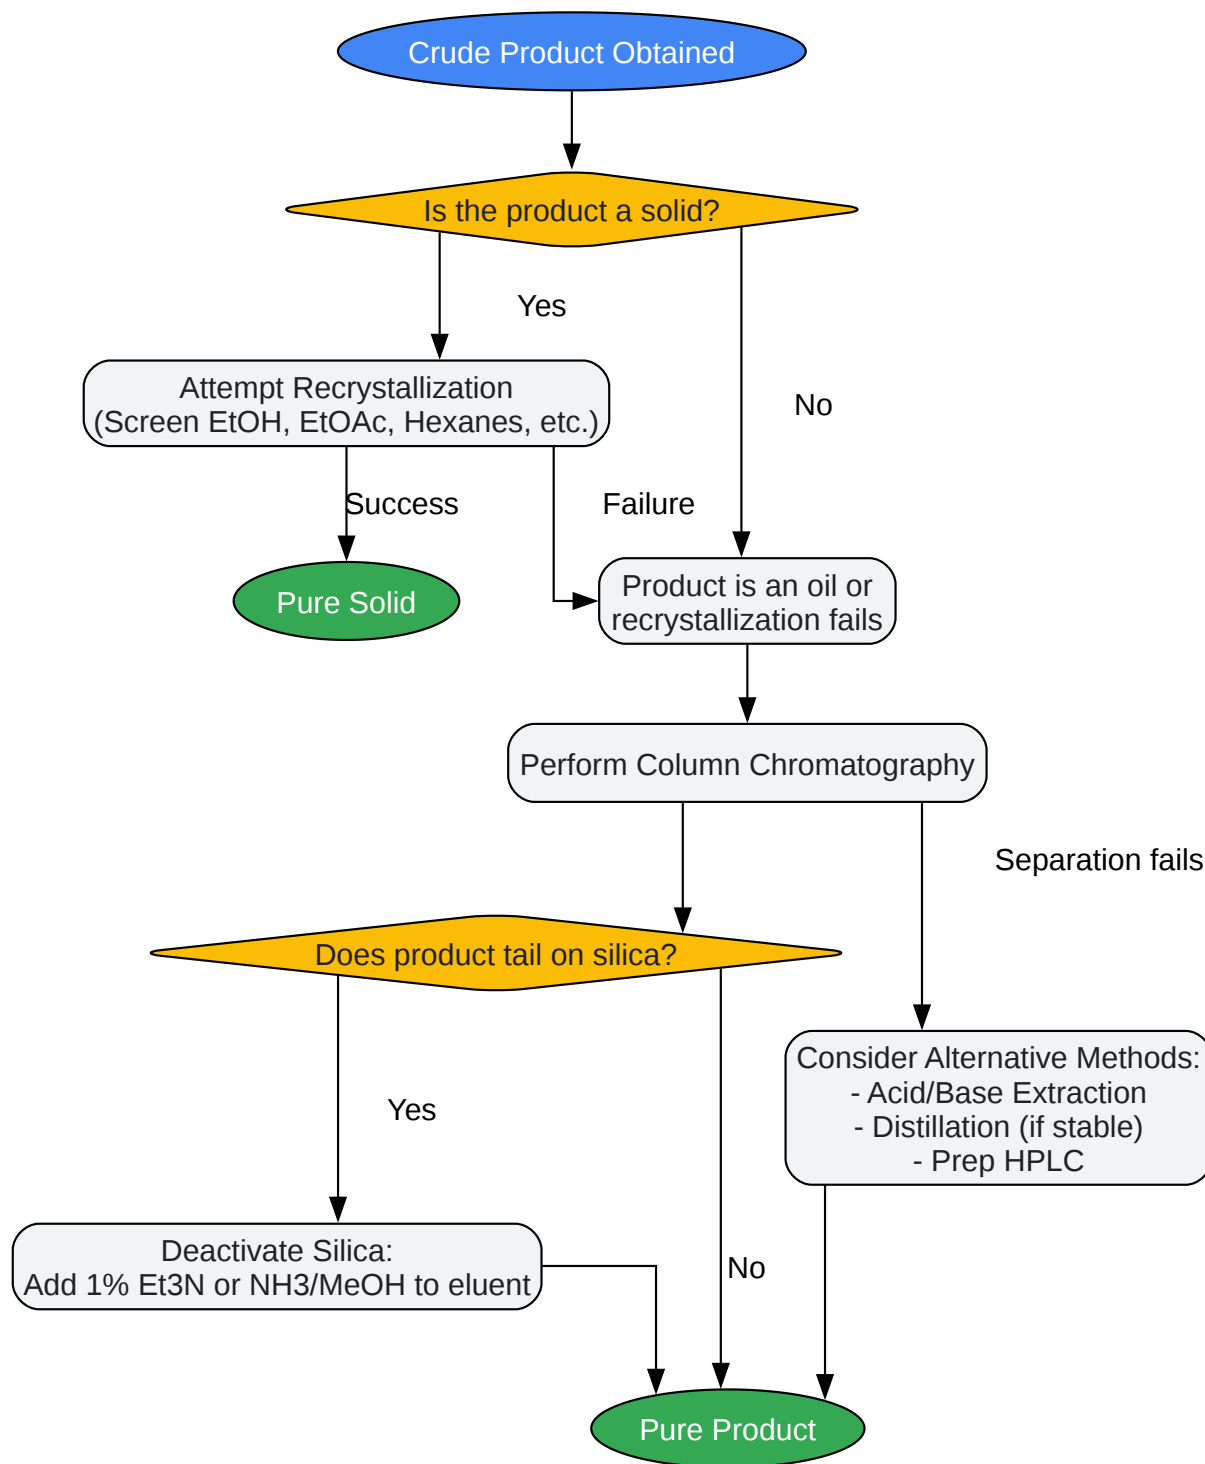 Crude Product Obtained
Is the product a solid?
Yes
No
Attempt Recrystallization
(Screen EtOH, EtOAc, Hexanes, etc.)
Success
Failure
Pure Solid
Product is an oil or
recrystallization fails
Perform Column Chromatography
Separation fails
Does product tail on silica?
Consider Alternative Methods:
- Acid/Base Extraction
- Distillation (if stable)
- Prep HPLC
Yes
Deactivate Silica:
Add 1% Et3N or NH3/MeOH to eluent
No
Pure Product